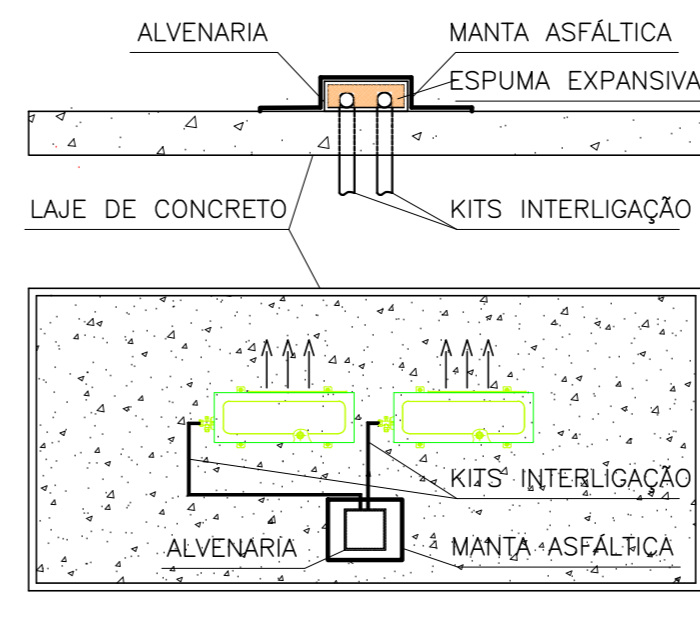 ALVENARIA
MANTA ASFÁLTICA
ESPUMA EXPANSIVA
LAJE DE CONCRETO
KITS INTERLIGAÇÃO
KITS INTERLIGAÇÃO
ALVENARIA
MANTA ASFÁLTICA